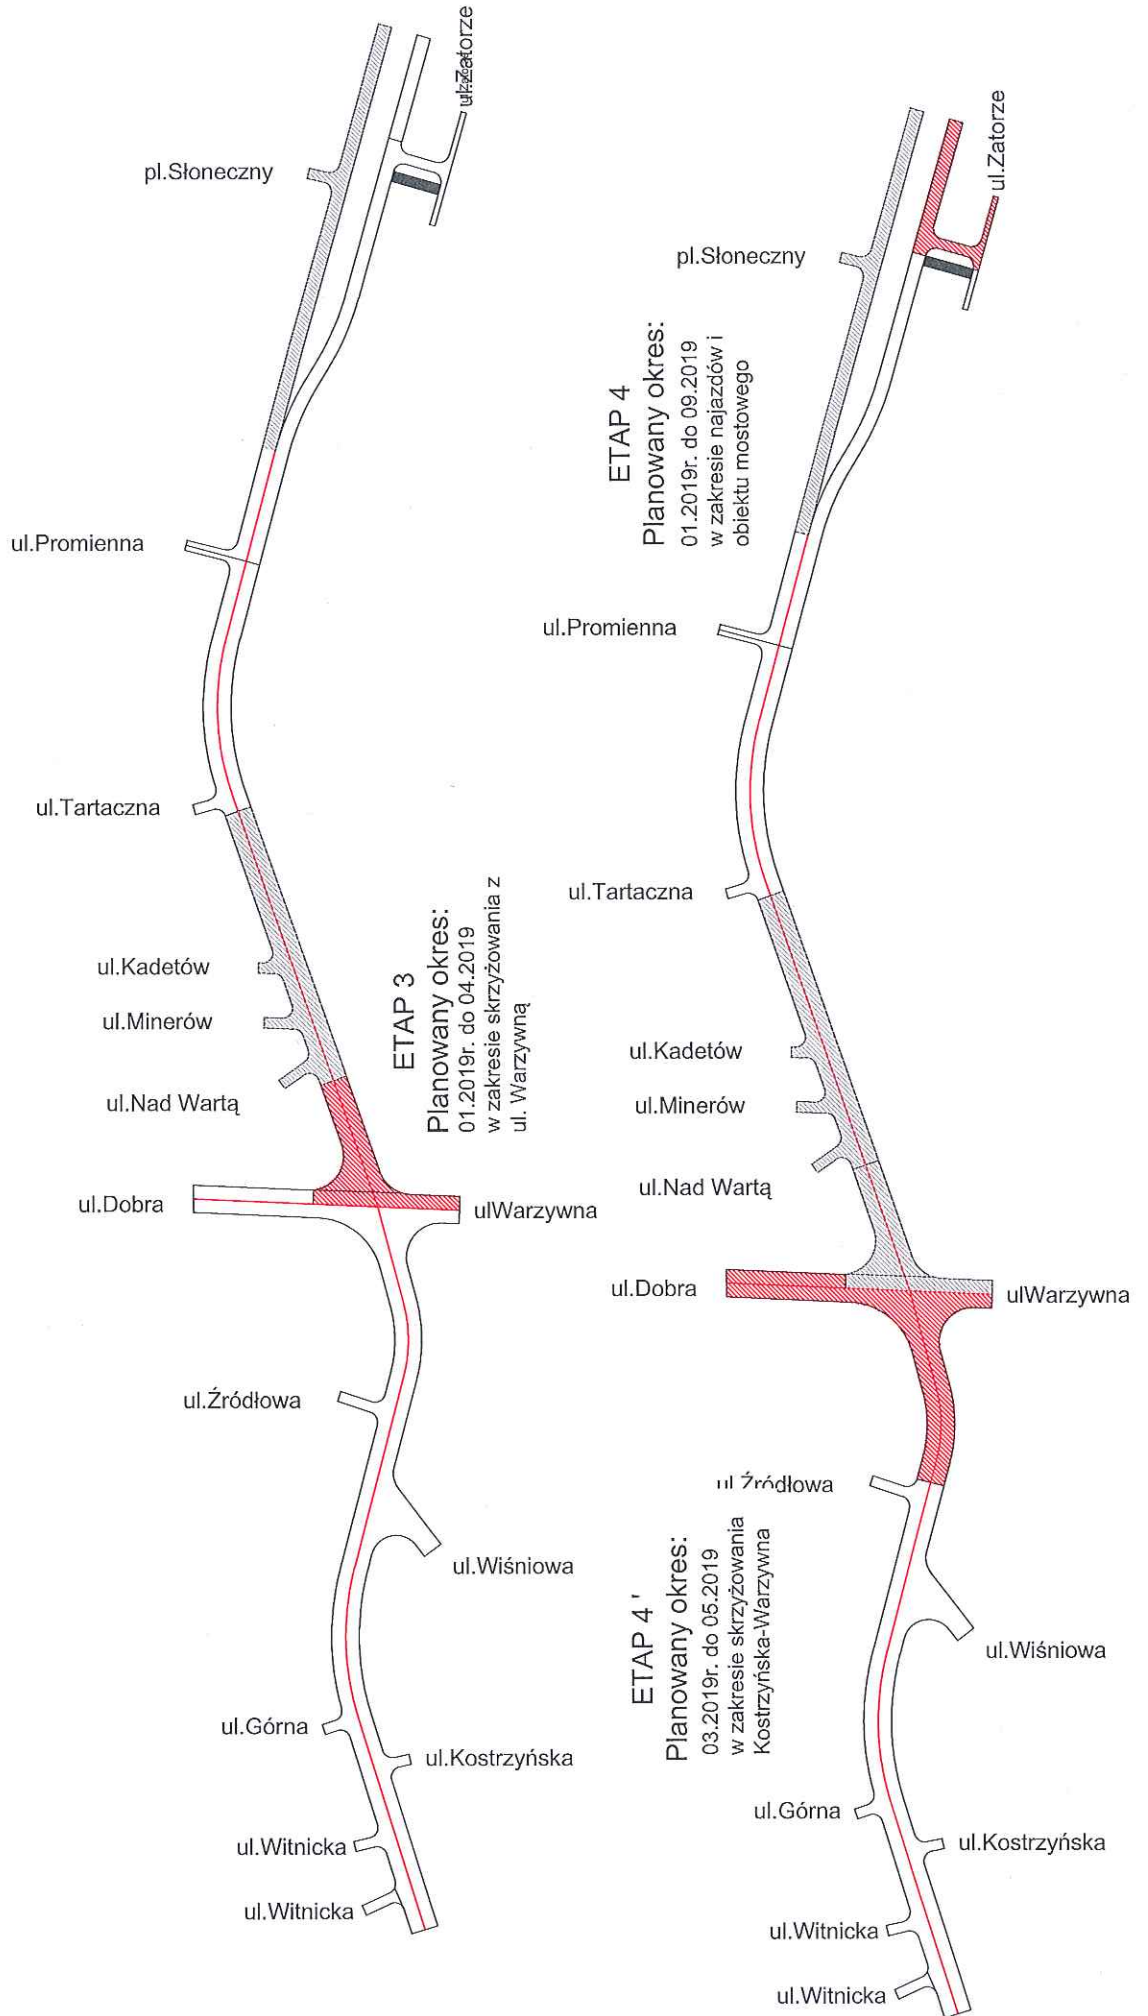 ul.Zatorze
pl.Słoneczny
ul.Promienna
ul.Tartaczna
ul.Kadetów
ul.Minerów
ul.Nad Wartą
ul.Dobra
ulWarzywna
ul.Źródłowa
ul.Wiśniowa
ul.Górna
ul.Kostrzyńska
ul.Witnicka
ul.Witnicka
ETAP 3
Planowany okres:
01.2019r. do 04.2019
w zakresie skrzyżowania z
ul. Warzywną
ul.Zatorze
pl.Słoneczny
ETAP 4
Planowany okres:
01.2019r. do 09.2019
w zakresie najazdów i
obiektu mostowego
ul.Promienna
ul.Tartaczna
ul.Kadetów
ul.Minerów
ul.Nad Wartą
ul.Dobra
ulWarzywna
ul.Źródłowa
ul.Wiśniowa
ETAP 4 '
Planowany okres:
03.2019r. do 05.2019
w zakresie skrzyżowania
Kostrzyńska-Warzywna
ul.Górna
ul.Kostrzyńska
ul.Witnicka
ul.Witnicka